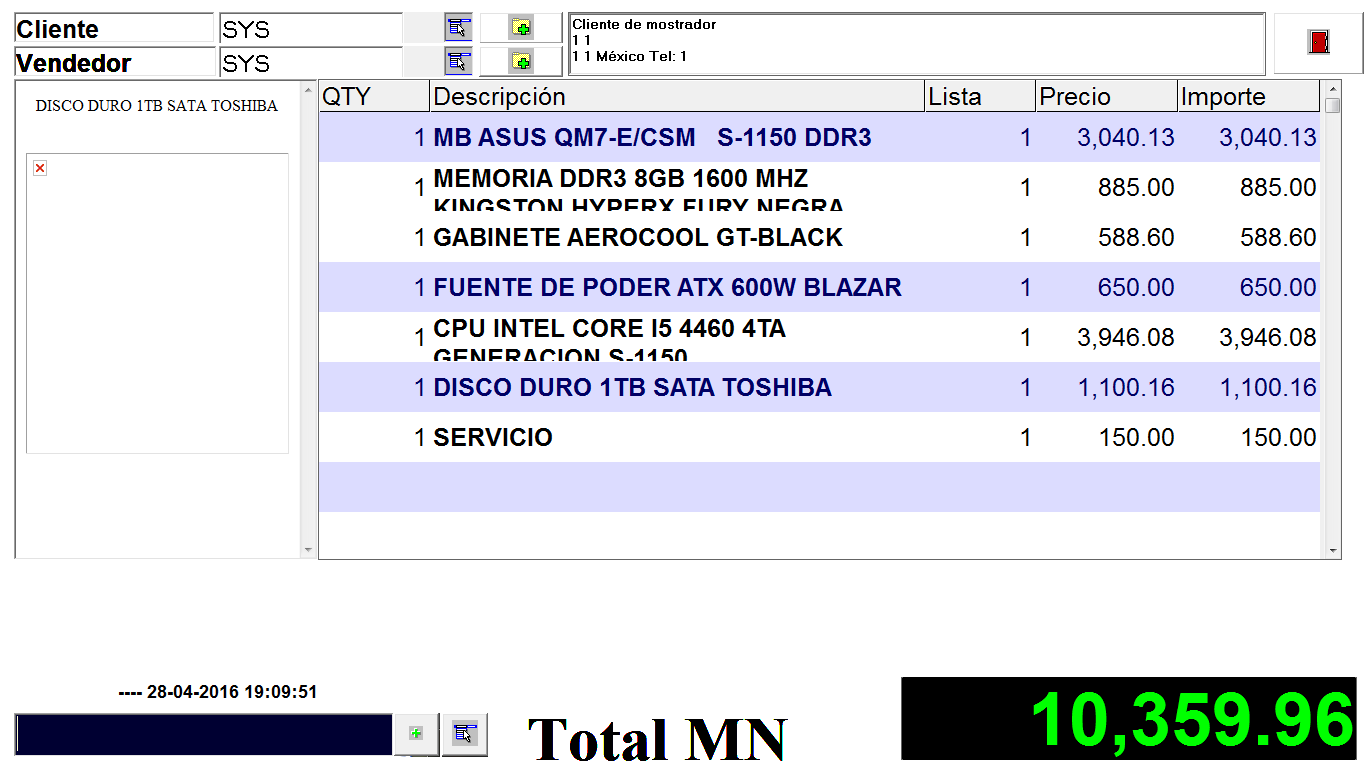 Cliente SYS
Cliente de mostrador
1 1
Vendedor SYS
1 1 México Tel: 1
DISCO DURO 1TB SATA TOSHIBA
QTY Descripción Lista Precio Importe
1 MB ASUS QM7-E/CSM S-1150 DDR3 1 3,040.13 3,040.13
1 MEMORIA DDR3 8GB 1600 MHZ 1 885.00 885.00
KINGSTON HYPERX FURY NEGRA
1 GABINETE AEROCOOL GT-BLACK 1 588.60 588.60
1 FUENTE DE PODER ATX 600W BLAZAR 1 650.00 650.00
1 CPU INTEL CORE I5 4460 4TA 1 3,946.08 3,946.08
GENERACION S-1150
1 DISCO DURO 1TB SATA TOSHIBA 1 1,100.16 1,100.16
1 SERVICIO 1 150.00 150.00
---- 28-04-2016 19:09:51
Total MN 10,359.96